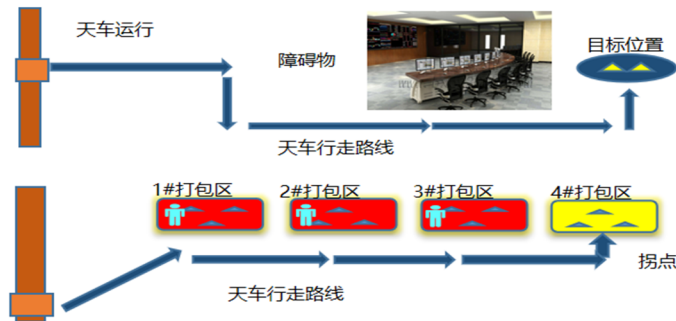 天车运行
障碍物
目标位置
天车行走路线
1#打包区
2#打包区
3#打包区
4#打包区
拐点
天车行走路线